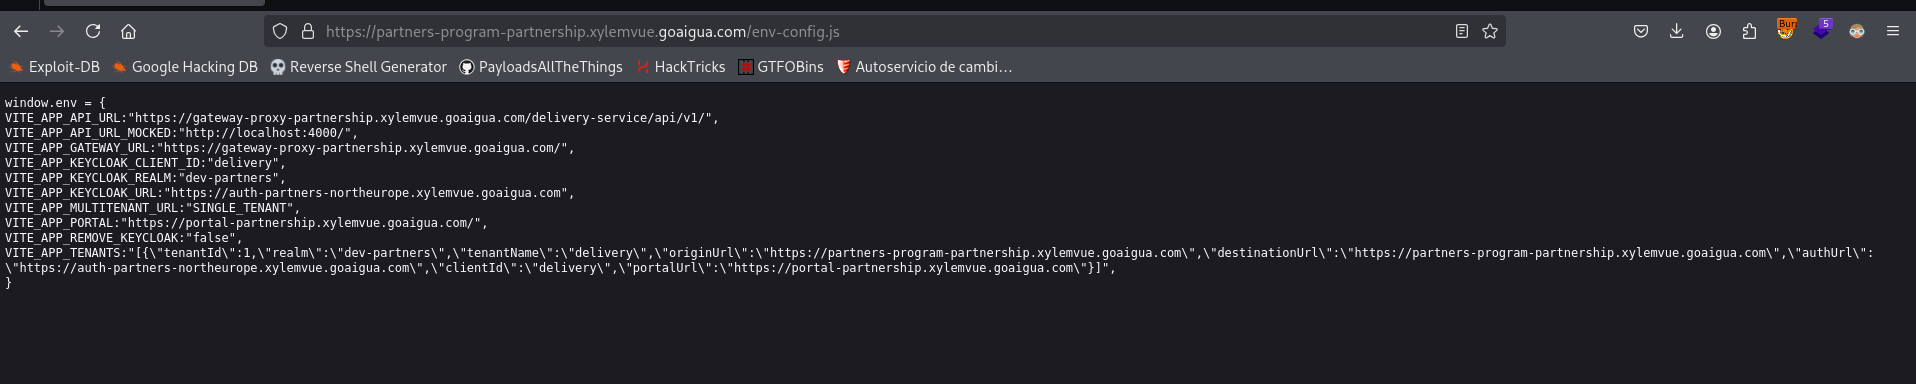 https://partners-program-partnership.xylemvue.goaigua.com/env-config.js
Burp
5
Exploit-DB Google Hacking DB Reverse Shell Generator PayloadsAllTheThings HackTricks GTFOBins Autoservicio de cambi…
window.env = {
VITE_APP_API_URL:"https://gateway-proxy-partnership.xylemvue.goaigua.com/delivery-service/api/v1/",
VITE_APP_API_URL_MOCKED:"http://localhost:4000/",
VITE_APP_GATEWAY_URL:"https://gateway-proxy-partnership.xylemvue.goaigua.com/",
VITE_APP_KEYCLOAK_CLIENT_ID:"delivery",
VITE_APP_KEYCLOAK_REALM:"dev-partners",
VITE_APP_KEYCLOAK_URL:"https://auth-partners-northeurope.xylemvue.goaigua.com",
VITE_APP_MULTITENANT_URL:"SINGLE_TENANT",
VITE_APP_PORTAL:"https://portal-partnership.xylemvue.goaigua.com/",
VITE_APP_REMOVE_KEYCLOAK:"false",
VITE_APP_TENANTS:"[{\"tenantId\":1,\"realm\":\"dev-partners\",\"tenantName\":\"delivery\",\"originUrl\":\"https://partners-program-partnership.xylemvue.goaigua.com\",\"destinationUrl\":\"https://partners-program-partnership.xylemvue.goaigua.com\",\"authUrl\":
\"https://auth-partners-northeurope.xylemvue.goaigua.com\",\"clientId\":\"delivery\",\"portalUrl\":\"https://portal-partnership.xylemvue.goaigua.com\"}]",
}